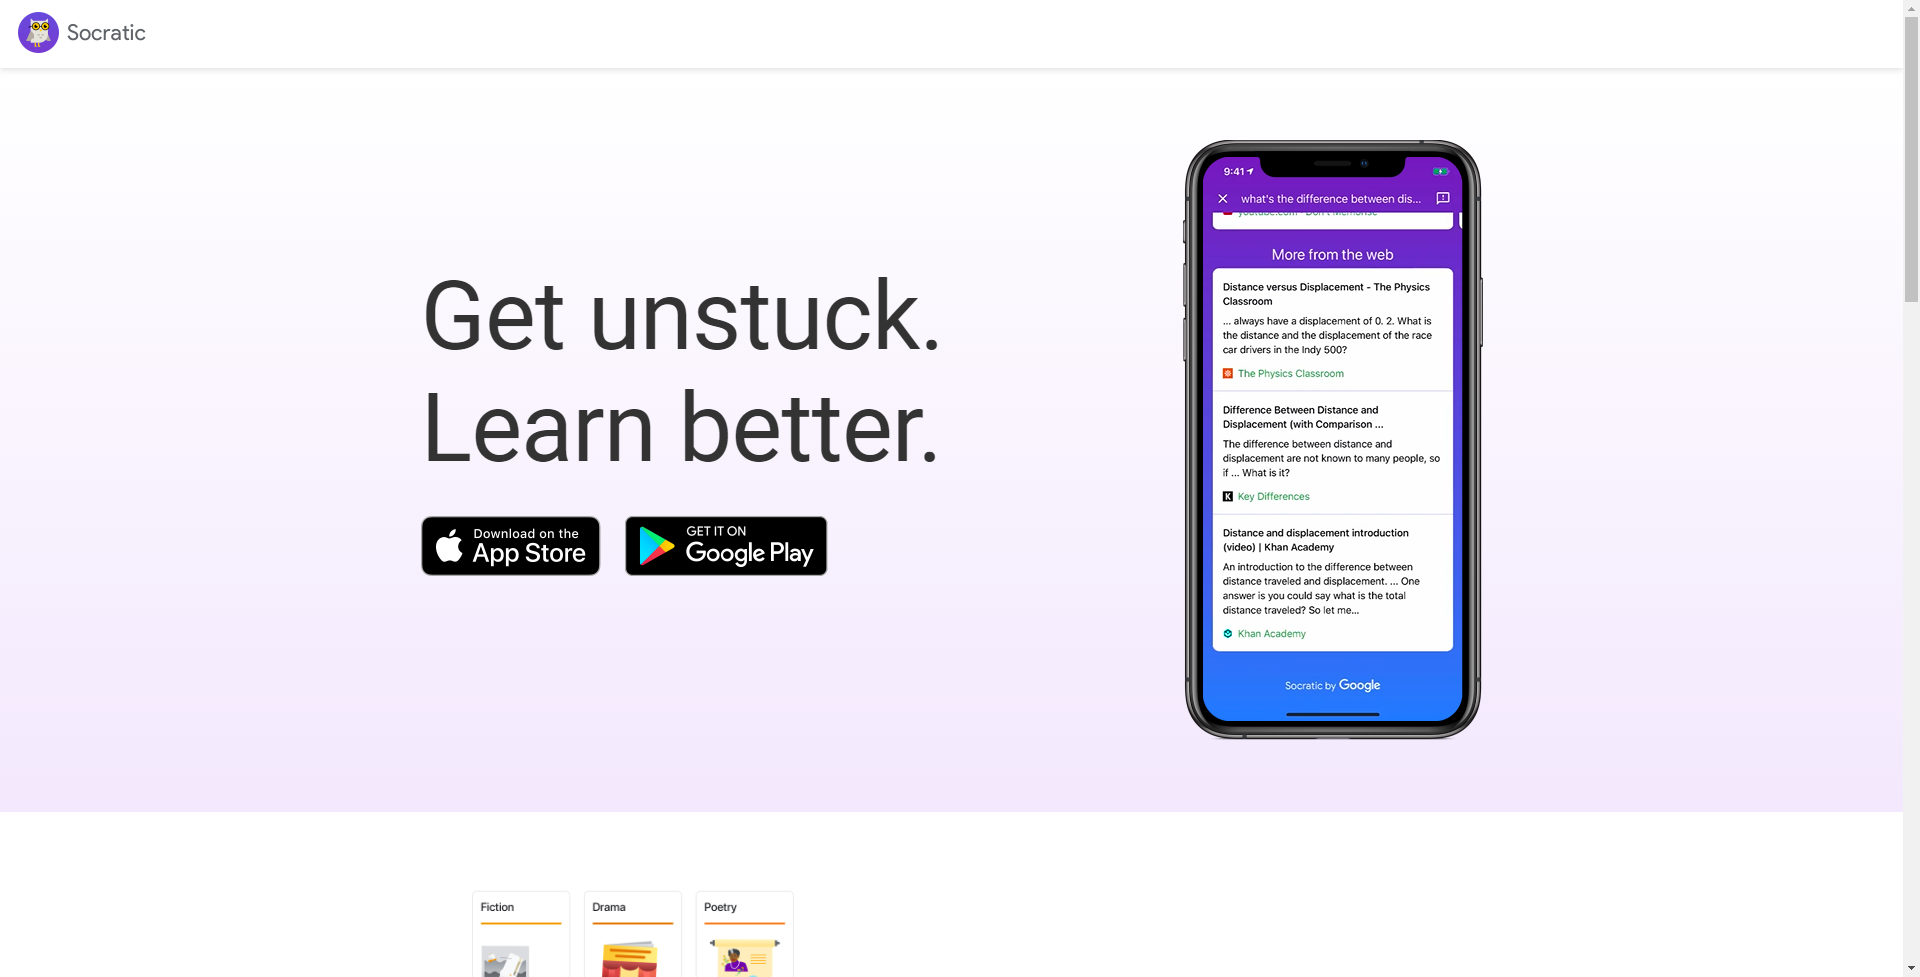 Socratic
Get unstuck.
Learn better.
Download on the
App Store
GET IT ON
Google Play
9:41
what's the difference between dis...
youtube.com · Don't Memorise
More from the web
Distance versus Displacement - The Physics
Classroom
... always have a displacement of 0. 2. What is
the distance and the displacement of the race
car drivers in the Indy 500?
The Physics Classroom
Difference Between Distance and
Displacement (with Comparison ...
The difference between distance and
displacement are not known to many people, so
if ... What is it?
Key Differences
Distance and displacement introduction
(video) | Khan Academy
An introduction to the difference between
distance traveled and displacement. ... One
answer is you could say what is the total
distance traveled? So let me...
Khan Academy
Socratic by Google
Fiction
Drama
Poetry